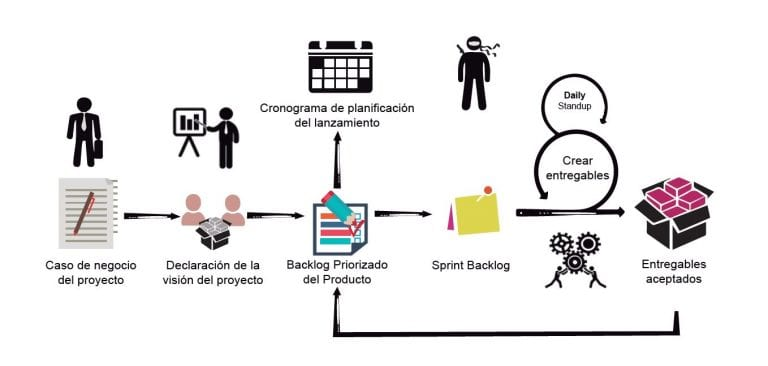 Cronograma de planificación
del lanzamiento
Daily
Standup
Crear
entregables
Caso de negocio
del proyecto
Declaración de la
visión del proyecto
Backlog Priorizado
del Producto
Sprint Backlog
Entregables
aceptados